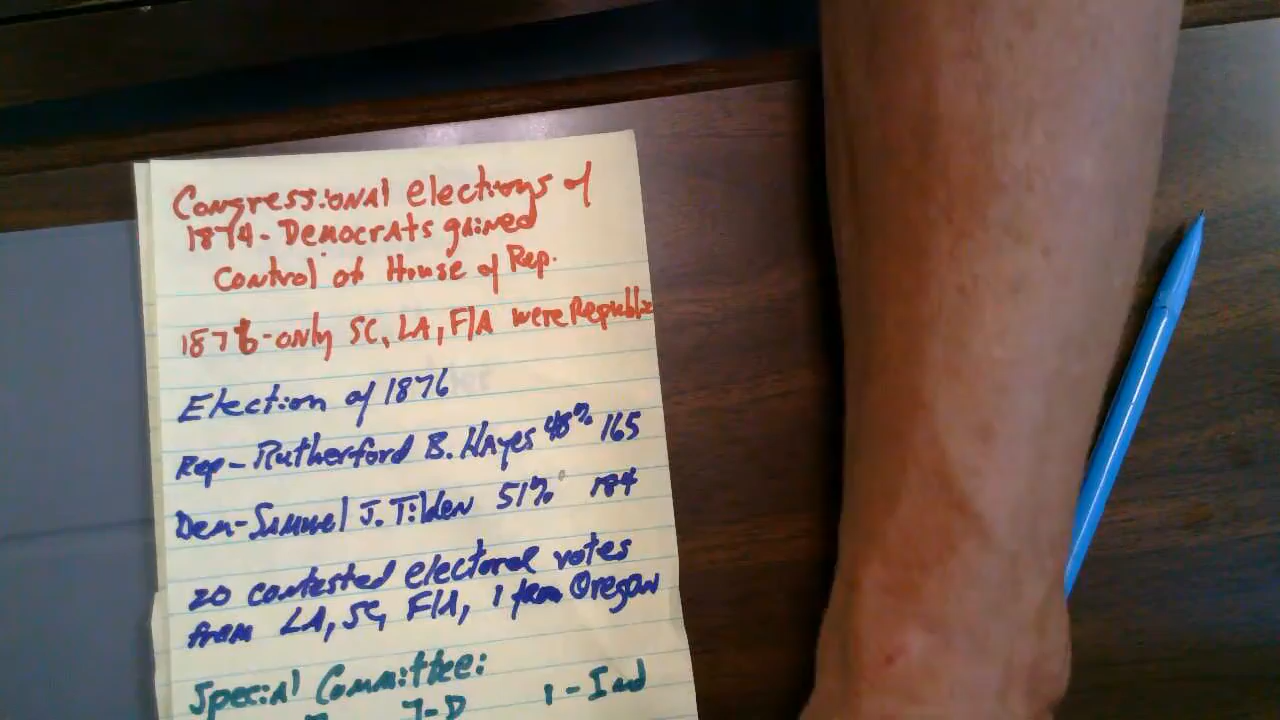 Congressional elections of
1874- Democrats gained
control of House of Rep.
1876-only SC, LA, FlA were Republic
Election of 1876
Rep-Rutherford B. Hayes 48% 165
Dem-Samuel J. Tilden 51% 184
20 contested electoral votes
from LA, SC, FlA, 1 from Oregon
Special Committee:
7-D 1-Ind